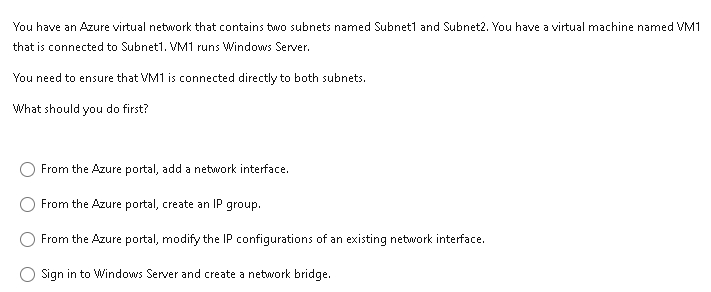 You have an Azure virtual network that contains two subnets named Subnet1 and Subnet2. You have a virtual machine named VM1
that is connected to Subnet1. VM1 runs Windows Server.
You need to ensure that VM1 is connected directly to both subnets.
What should you do first?
From the Azure portal, add a network interface.
From the Azure portal, create an IP group.
From the Azure portal, modify the IP configurations of an existing network interface.
Sign in to Windows Server and create a network bridge.